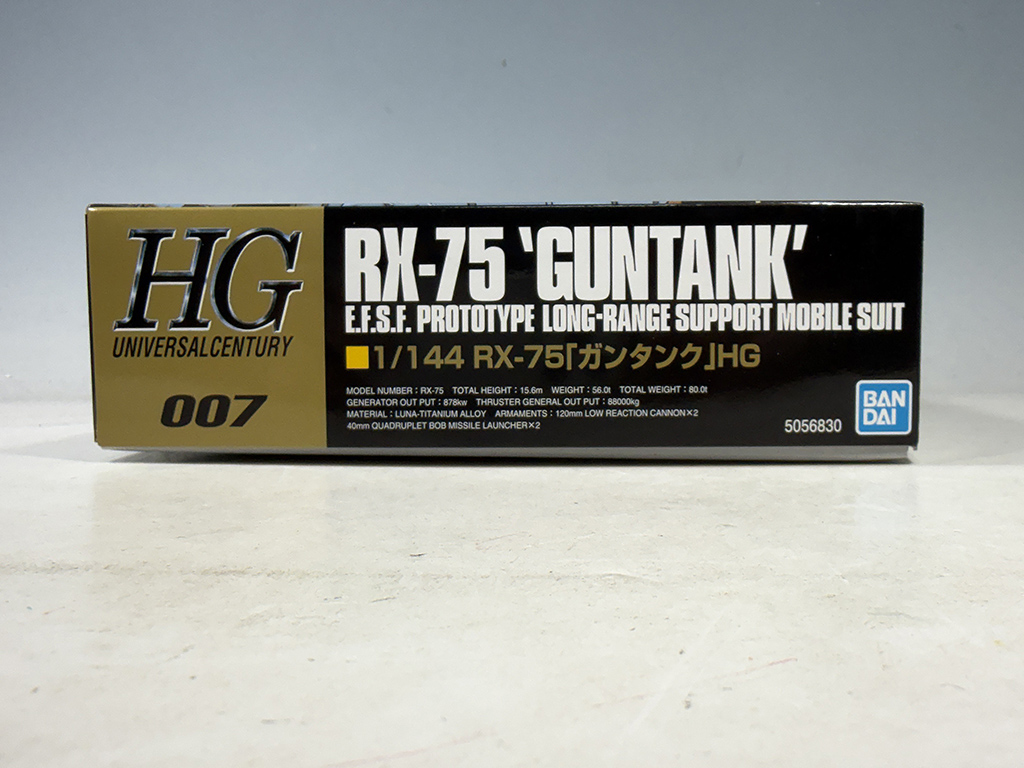 HG
UNIVERSALCENTURY
007
RX-75 'GUNTANK'
E.F.S.F. PROTOTYPE LONG-RANGE SUPPORT MOBILE SUIT
1/144 RX-75「ガンタンク」HG
MODEL NUMBER : RX-75 TOTAL HEIGHT : 15.6m WEIGHT : 56.0t TOTAL WEIGHT : 80.0t
GENERATOR OUT PUT : 878kw THRUSTER GENERAL OUT PUT : 88000kg
MATERIAL : LUNA-TITANIUM ALLOY ARMAMENTS : 120mm LOW REACTION CANNON×2
40mm QUADRUPLET BOB MISSILE LAUNCHER×2
5056830
BAN
DAI